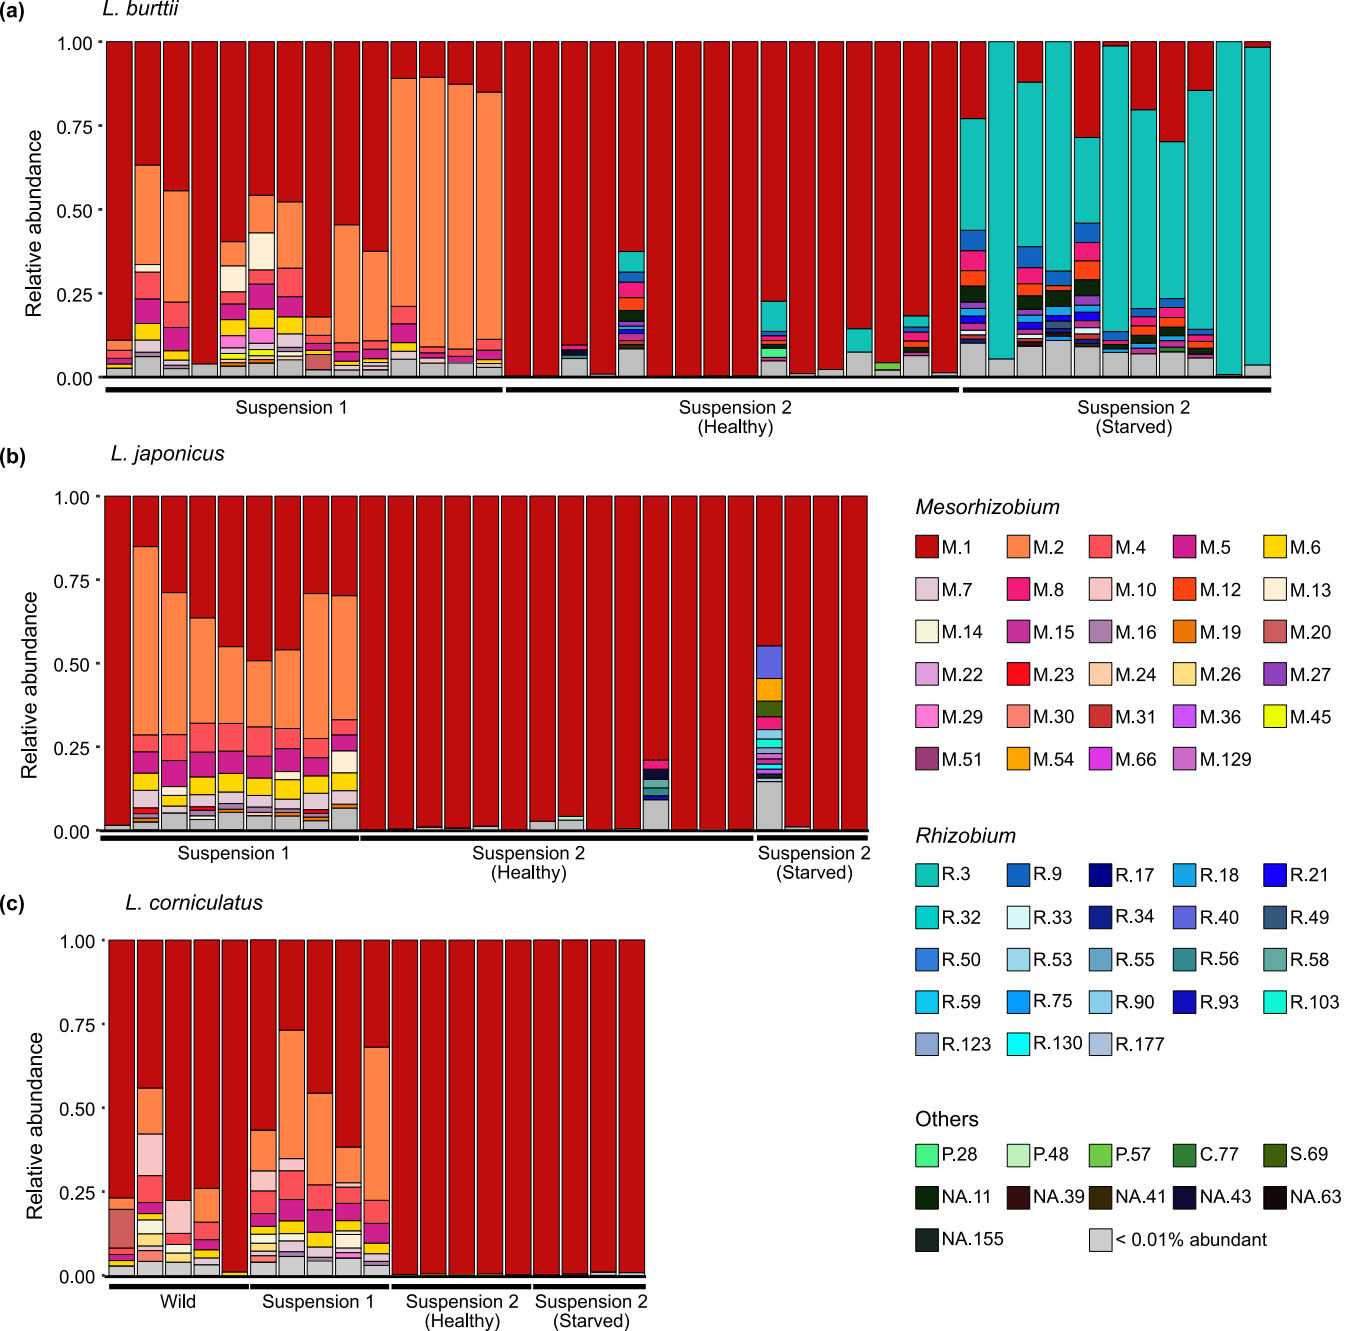 (a) L. burttii
Relative abundance
1.00
0.75
0.50
0.25
0.00
Suspension 1
Suspension 2
(Healthy)
Suspension 2
(Starved)
(b) L. japonicus
Relative abundance
1.00
0.75
0.50
0.25
0.00
Suspension 1
Suspension 2
(Healthy)
Suspension 2
(Starved)
(c) L. corniculatus
Relative abundance
1.00
0.75
0.50
0.25
0.00
Wild
Suspension 1
Suspension 2
(Healthy)
Suspension 2
(Starved)
Mesorhizobium
M.1 M.2 M.4 M.5 M.6
M.7 M.8 M.10 M.12 M.13
M.14 M.15 M.16 M.19 M.20
M.22 M.23 M.24 M.26 M.27
M.29 M.30 M.31 M.36 M.45
M.51 M.54 M.66 M.129
Rhizobium
R.3 R.9 R.17 R.18 R.21
R.32 R.33 R.34 R.40 R.49
R.50 R.53 R.55 R.56 R.58
R.59 R.75 R.90 R.93 R.103
R.123 R.130 R.177
Others
P.28 P.48 P.57 C.77 S.69
NA.11 NA.39 NA.41 NA.43 NA.63
NA.155 < 0.01% abundant